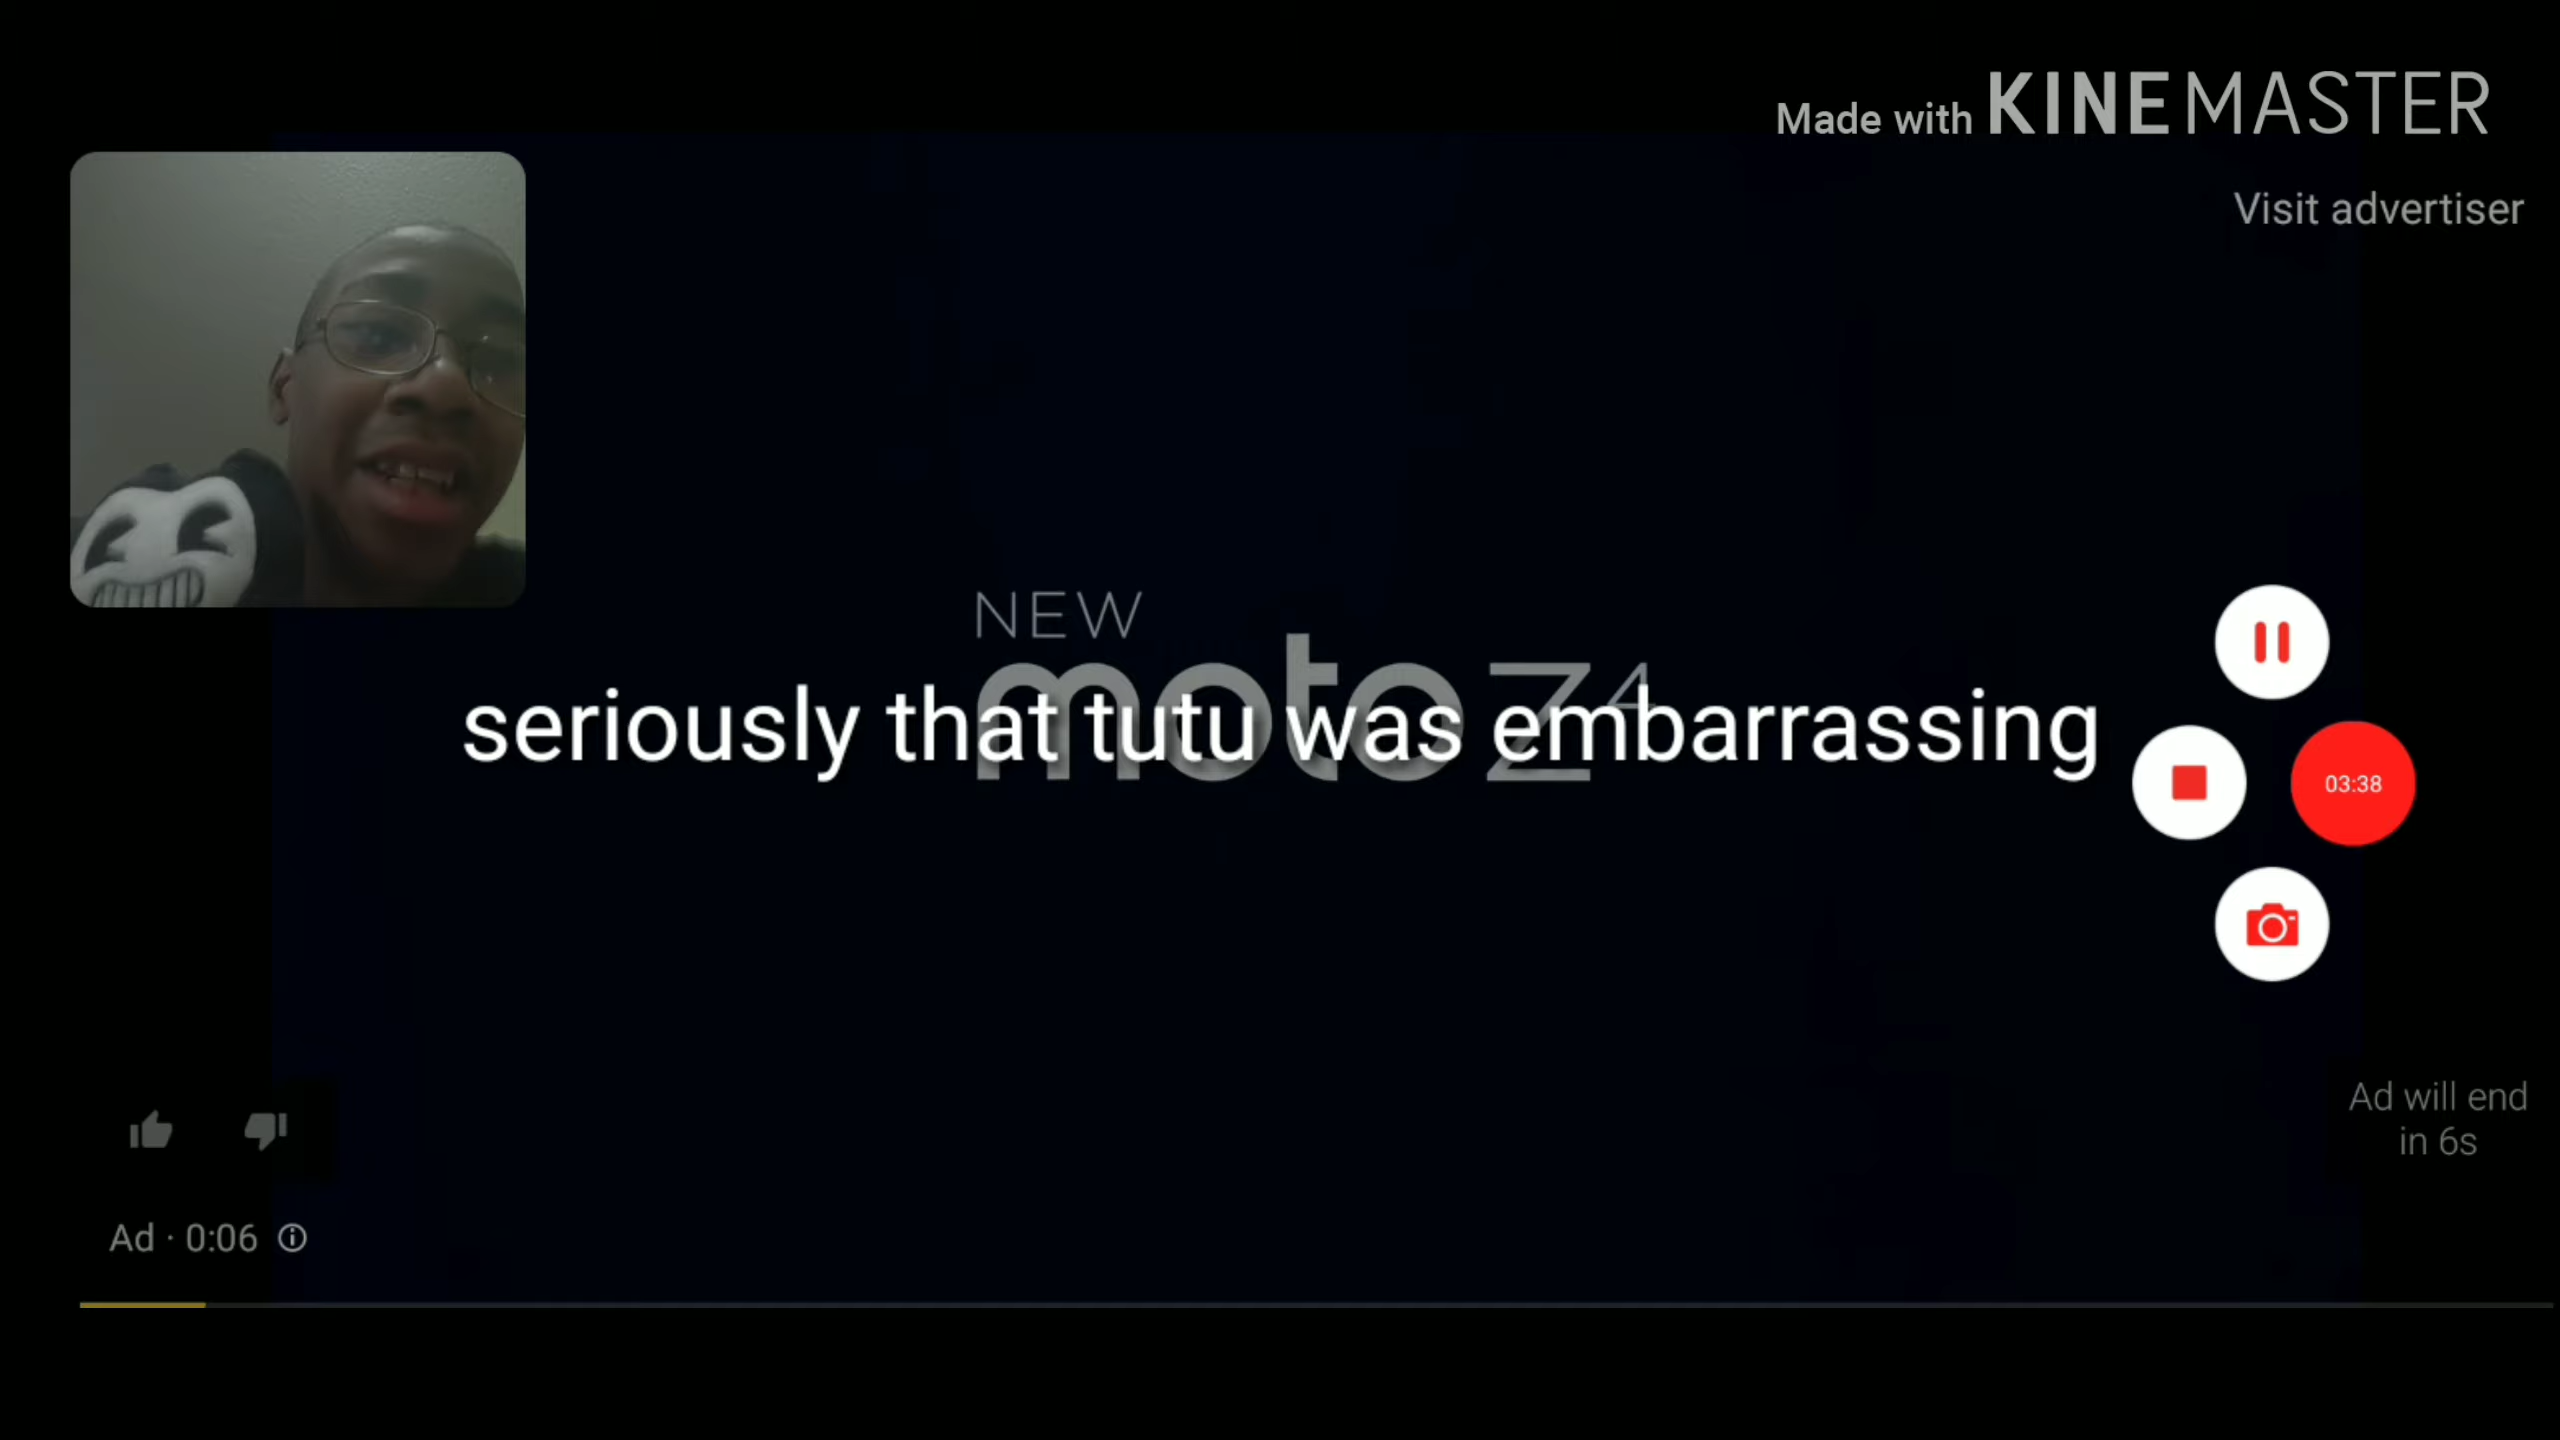 Made with KINEMASTER
Visit advertiser
NEW
moto z4
seriously that tutu was embarrassing
03:38
Ad will end
in 6s
Ad · 0:06